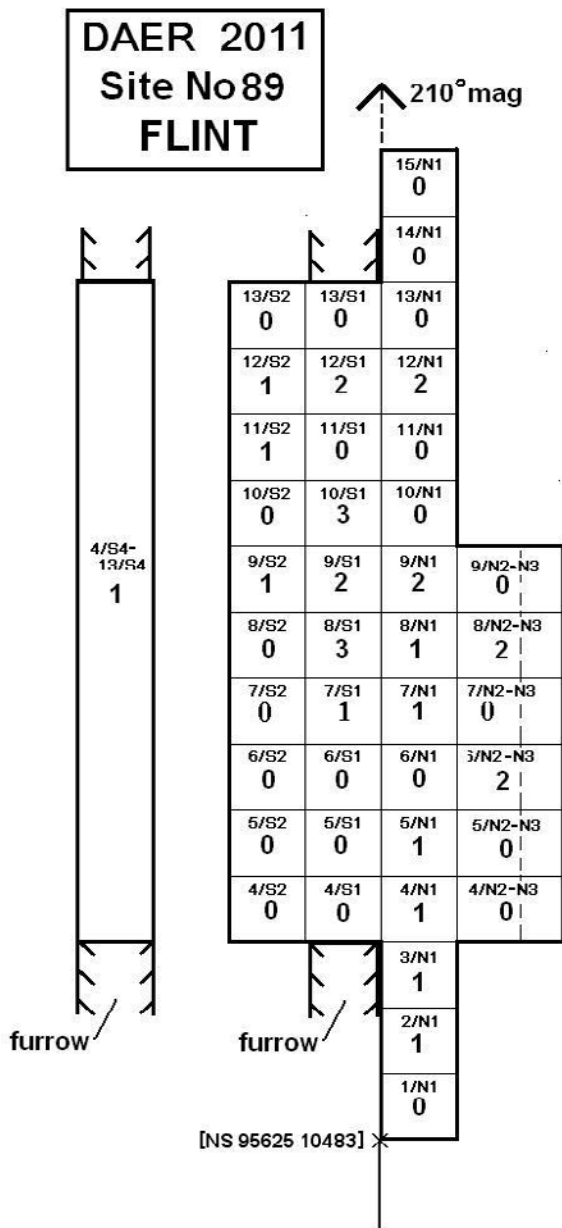 DAER 2011
Site No 89
FLINT
210°mag
15/N1
0
14/N1
0
13/S2 13/S1 13/N1
0 0 0
12/S2 12/S1 12/N1
1 2 2
11/S2 11/S1 11/N1
1 0 0
10/S2 10/S1 10/N1
0 3 0
4/S4-
13/S4
1
9/S2 9/S1 9/N1 9/N2-N3
1 2 2 0
8/S2 8/S1 8/N1 8/N2-N3
0 3 1 2
7/S2 7/S1 7/N1 7/N2-N3
0 1 1 0
6/S2 6/S1 6/N1 6/N2-N3
0 0 0 2
5/S2 5/S1 5/N1 5/N2-N3
0 0 1 0
4/S2 4/S1 4/N1 4/N2-N3
0 0 1 0
3/N1
1
furrow furrow
2/N1
1
1/N1
0
[NS 95625 10483]